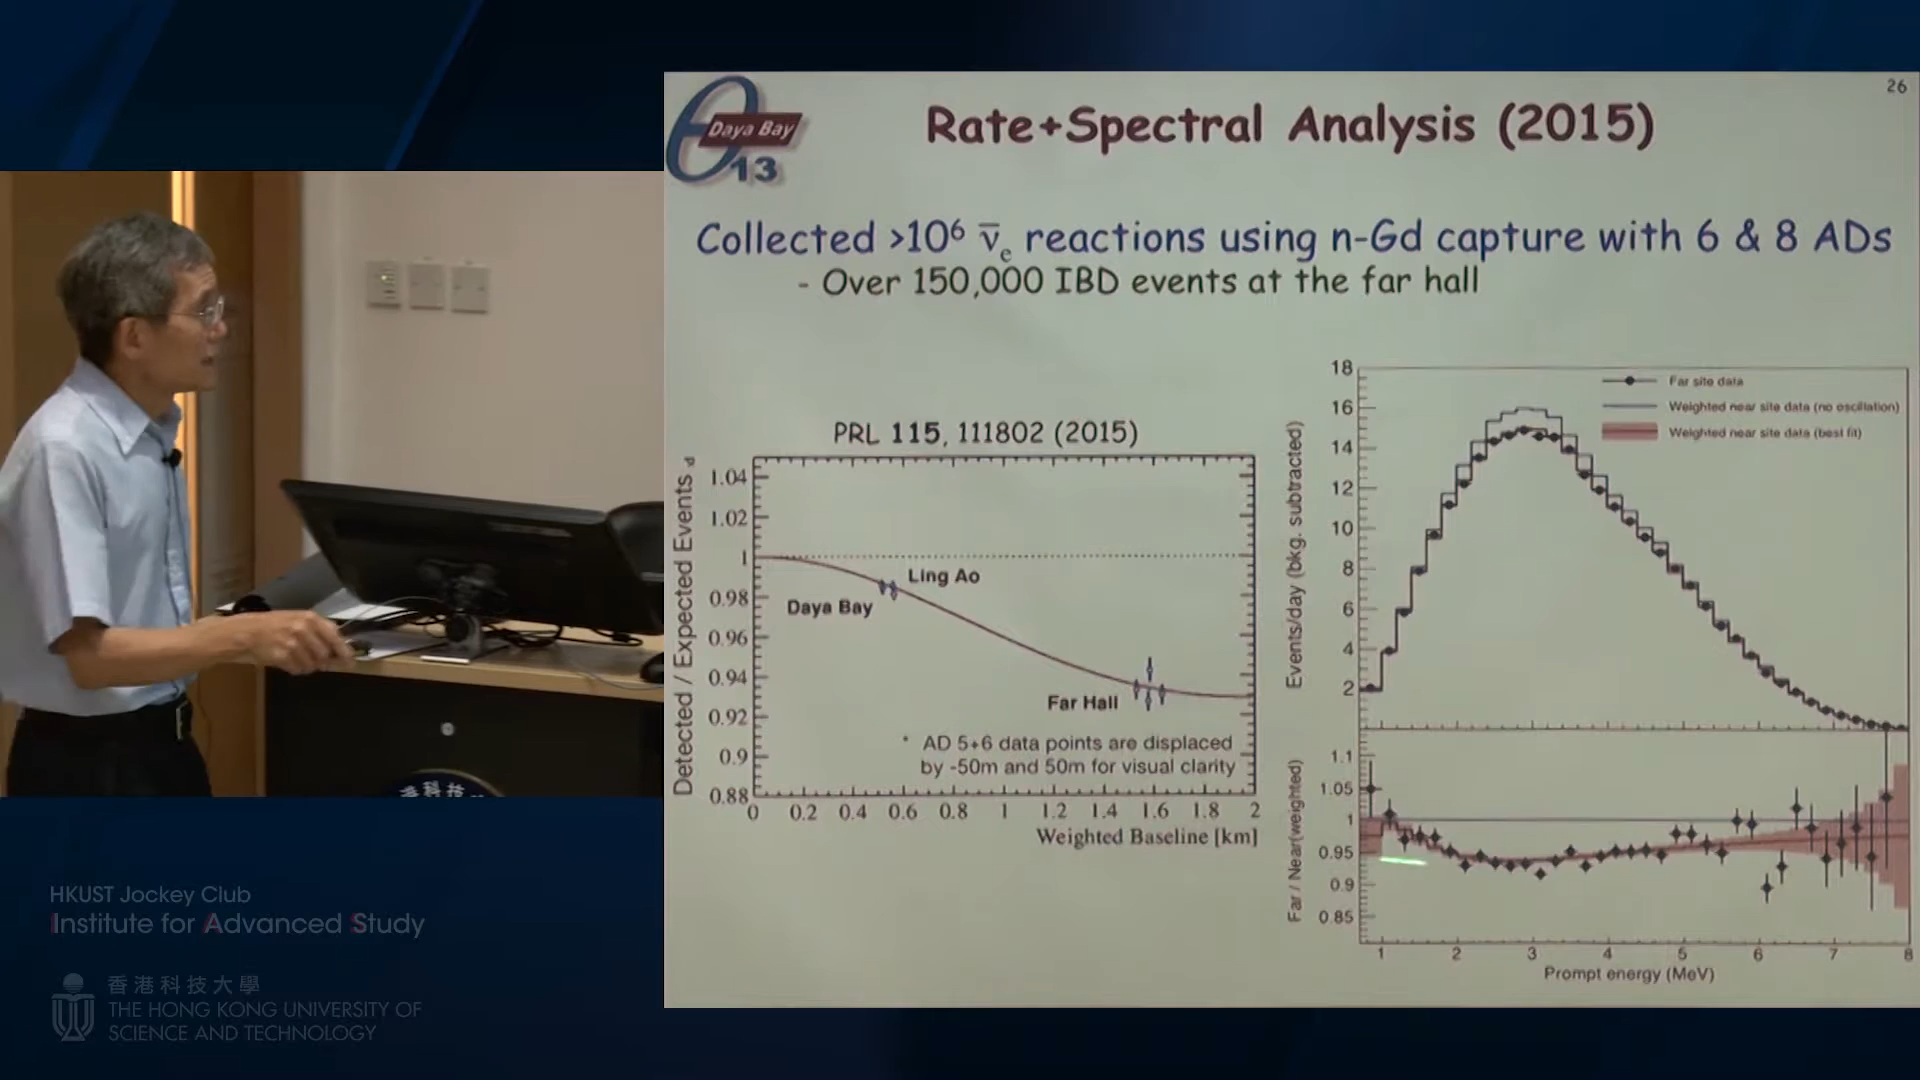 26
θ
Daya Bay
13
Rate+Spectral Analysis (2015)
Collected >10⁶ ν̅e reactions using n-Gd capture with 6 & 8 ADs
- Over 150,000 IBD events at the far hall
PRL 115, 111802 (2015)
Detected / Expected Events
1.04
1.02
1
0.98
0.96
0.94
0.92
0.9
0.88
Ling Ao
Daya Bay
Far Hall
* AD 5+6 data points are displaced
by -50m and 50m for visual clarity
0 0.2 0.4 0.6 0.8 1 1.2 1.4 1.6 1.8 2
Weighted Baseline [km]
Events/day (bkg. subtracted)
18
16
14
12
10
8
6
4
2
Far site data
Weighted near site data (no oscillation)
Weighted near site data (best fit)
Far / Near(weighted)
1.1
1.05
1
0.95
0.9
0.85
1 2 3 4 5 6 7 8
Prompt energy (MeV)
港科技
HKUST Jockey Club
Institute for Advanced Study
香港科技大學
THE HONG KONG UNIVERSITY OF
SCIENCE AND TECHNOLOGY